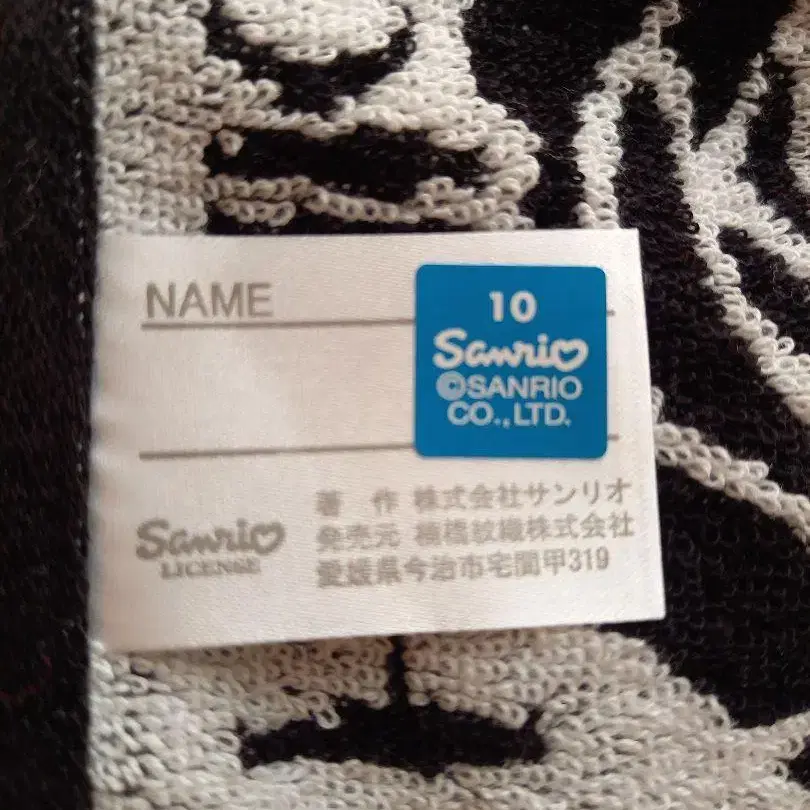 NAME
10
Sanrio
©SANRIO
CO.,LTD.
Sanrio
LICENSE
著 作 株式会社サンリオ
発売元 楠橋紋織株式会社
愛媛県今治市宅間甲319